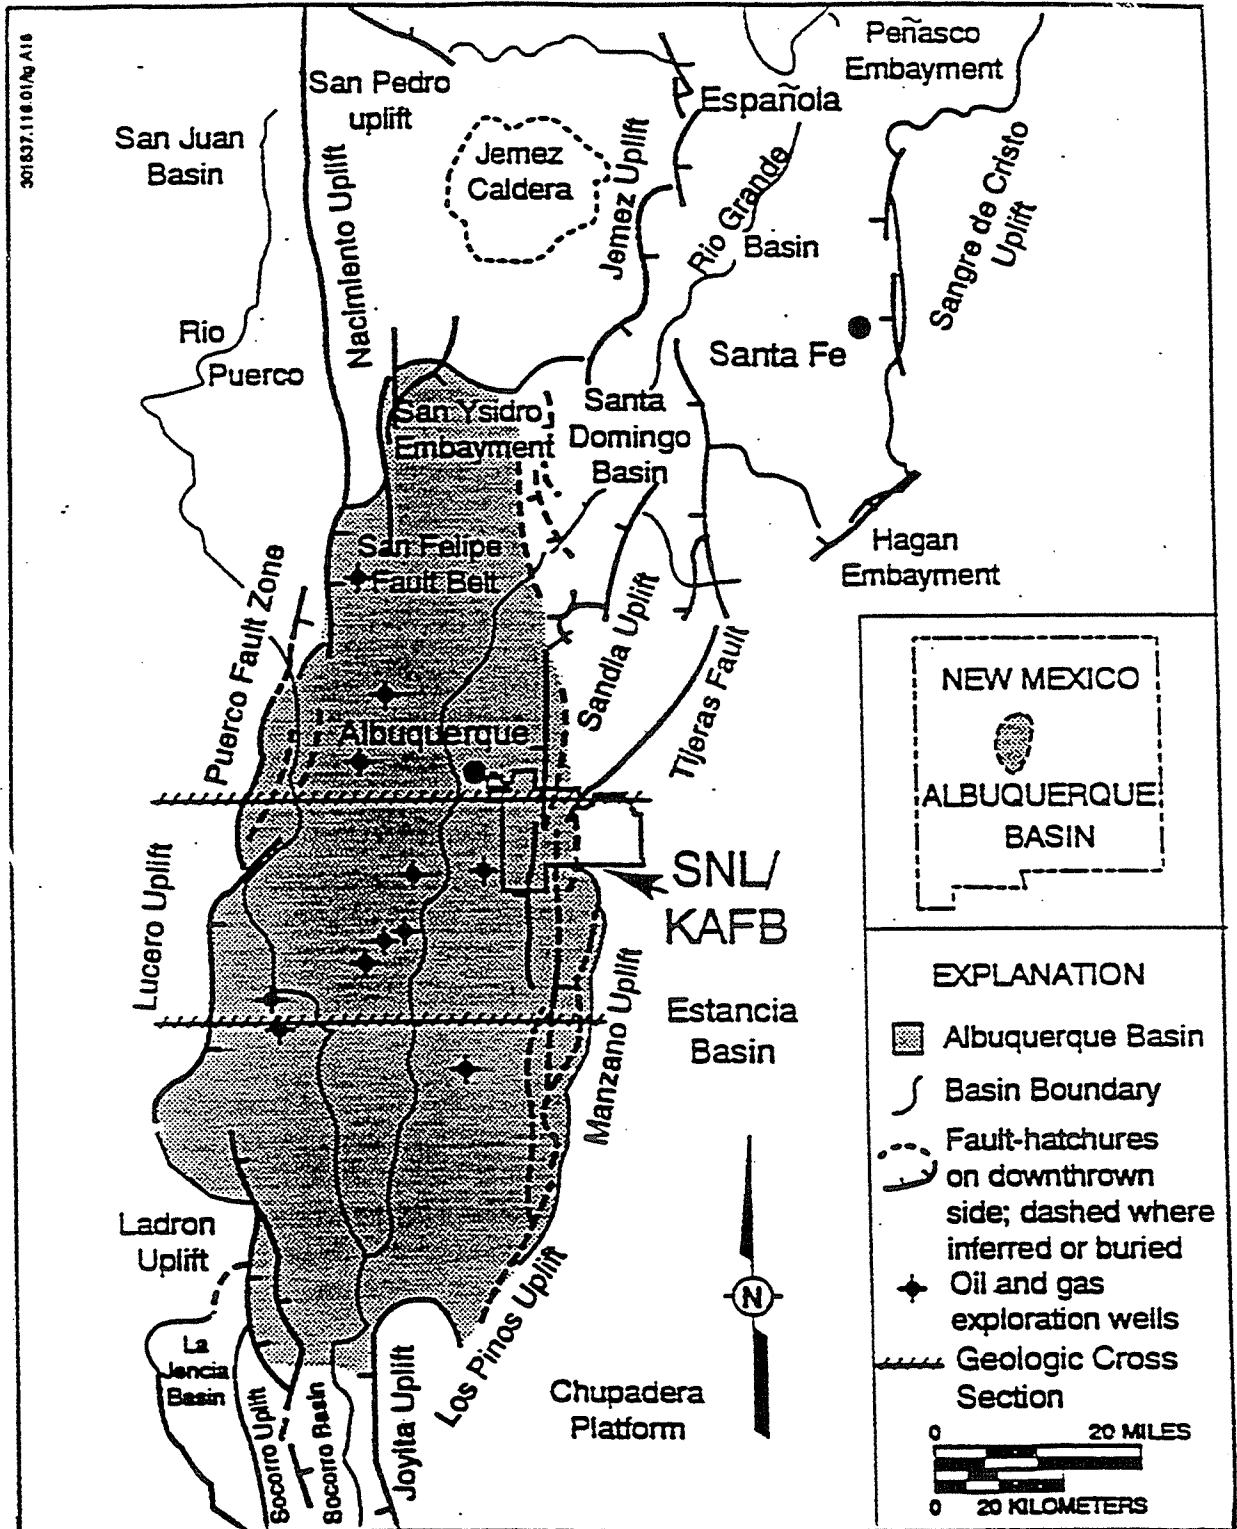 301837.118.01/fig A18
Peñasco
Embayment
San Pedro
uplift
Española
San Juan
Basin
Jemez
Caldera
Nacimiento Uplift
Jemez Uplift
Rio Grande
Basin
Sangre de Cristo
Uplift
Rio
Puerco
Santa Fe
San Ysidro
Embayment
Santa
Domingo
Basin
San Felipe
Fault Belt
Hagan
Embayment
Puerco Fault Zone
Sandia Uplift
Tijeras Fault
Albuquerque
NEW MEXICO
ALBUQUERQUE
BASIN
Lucero Uplift
SNL/
KAFB
Manzano Uplift
Estancia
Basin
EXPLANATION
Albuquerque Basin
Basin Boundary
Fault-hatchures
on downthrown
side; dashed where
inferred or buried
Oil and gas
exploration wells
Geologic Cross
Section
0 20 MILES
0 20 KILOMETERS
Ladron
Uplift
N
La
Jencia
Basin
Socorro Uplift
Socorro Basin
Joyita Uplift
Los Pinos Uplift
Chupadera
Platform